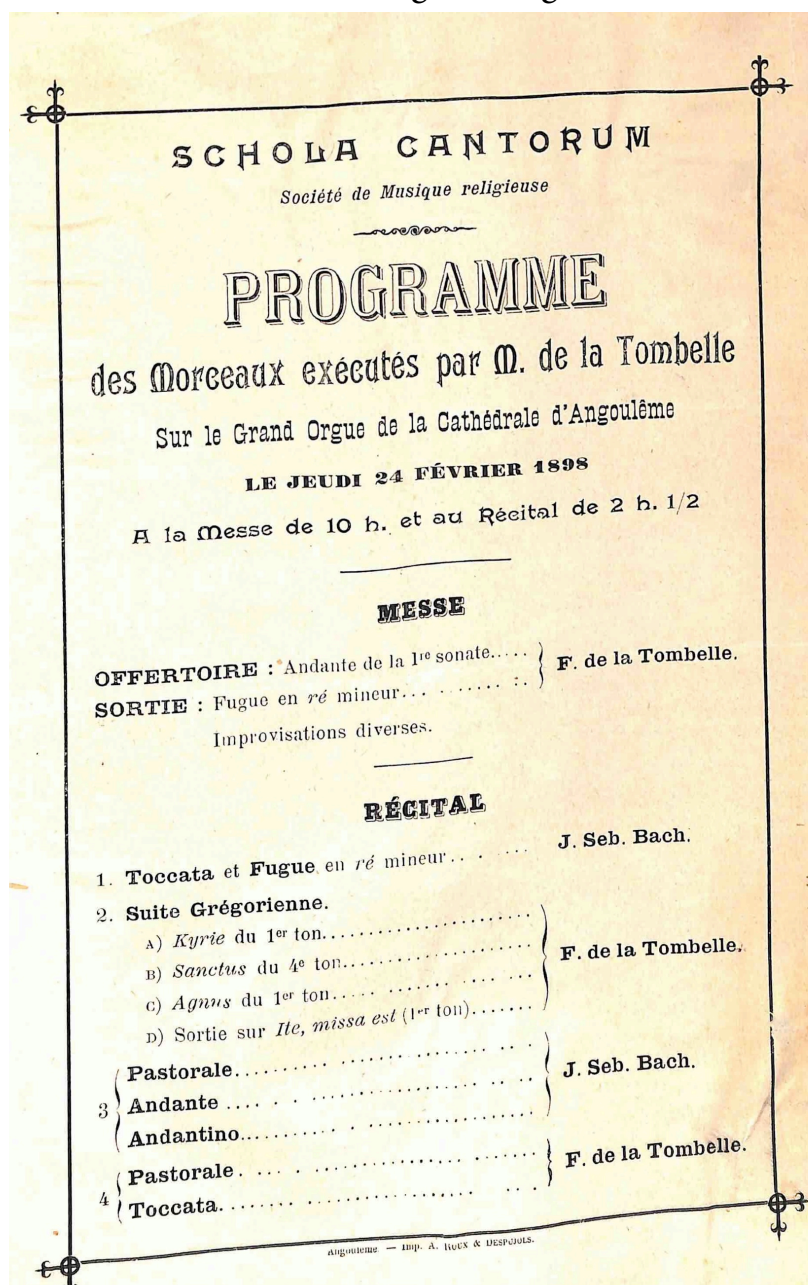 SCHOLA CANTORUM
Société de Musique religieuse
PROGRAMME
des Morceaux exécutés par M. de la Tombelle
Sur le Grand Orgue de la Cathédrale d'Angoulême
LE JEUDI 24 FÉVRIER 1898
A la Messe de 10 h. et au Récital de 2 h. 1/2
MESSE
OFFERTOIRE : Andante de la 1re sonate.....
SORTIE : Fugue en ré mineur... ......... :.
F. de la Tombelle.
Improvisations diverses.
RÉCITAL
1. Toccata et Fugue en ré mineur.. . ... J. Seb. Bach.
2. Suite Grégorienne.
A) Kyrie du 1er ton......................
B) Sanctus du 4e ton....................
C) Agnus du 1er ton..... ........ .... ...
D) Sortie sur Ite, missa est (1er ton).......
F. de la Tombelle.
3
Pastorale......... .... ........... .. .
Andante .... . . ............ .. .
Andantino.......... . ................
J. Seb. Bach.
4
Pastorale. ... . ............ .......
Toccata.. ...................... ...
F. de la Tombelle.
Angoulême. — Imp. A. ROUX & DESPUJOLS.